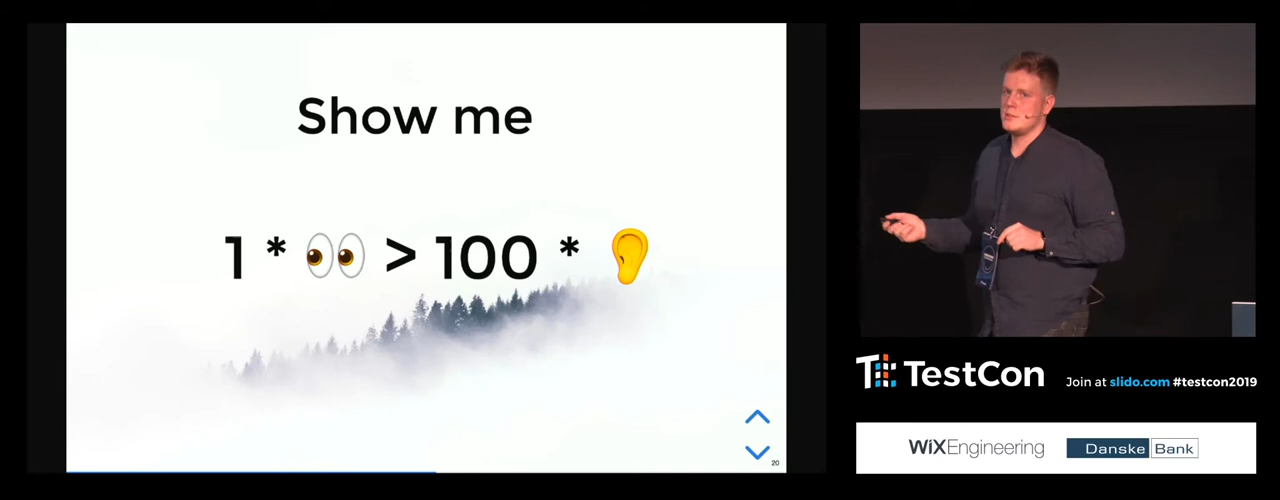 Show me
1 * 👀 > 100 * 👂
20
TestCon
Join at slido.com #testcon2019
WiXEngineering
Danske Bank